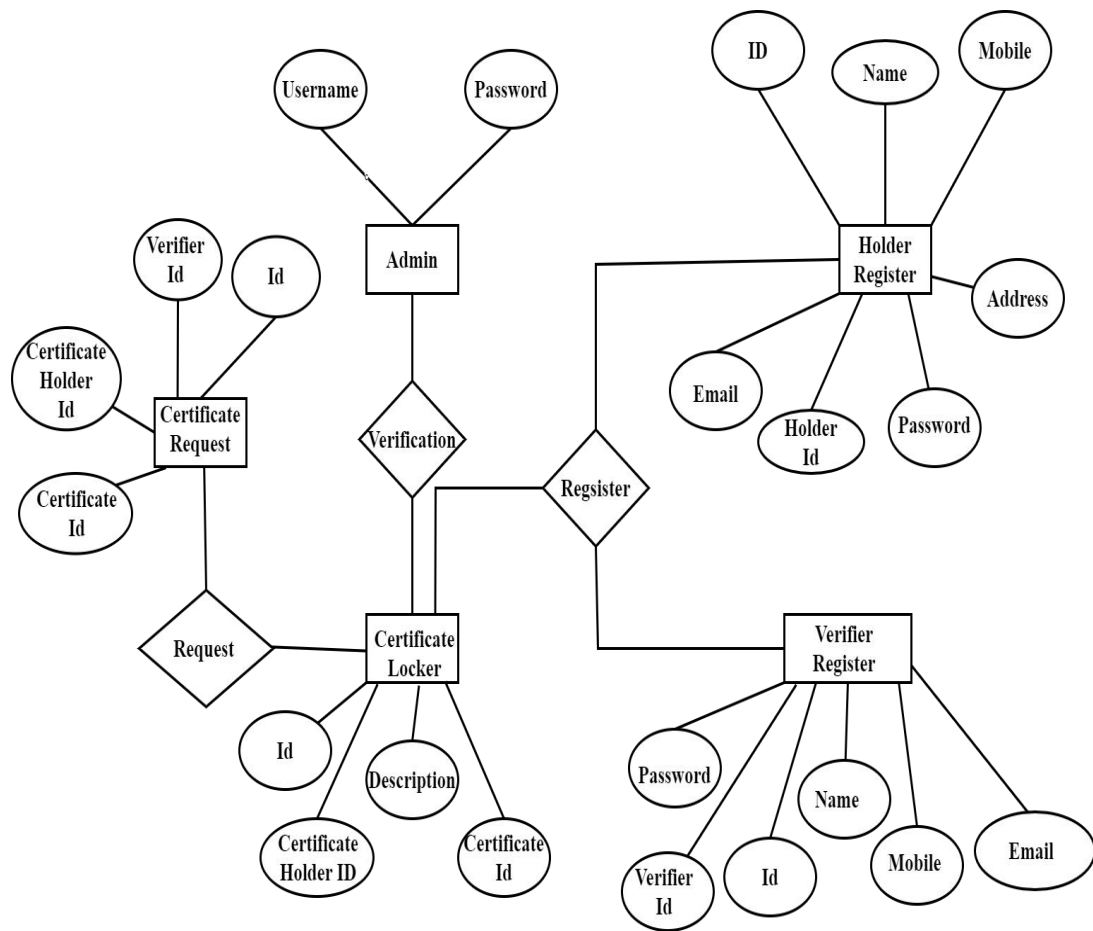 ID
Name
Mobile
Username
Password
Verifier
Id
Id
Admin
Holder
Register
Address
Certificate
Holder
Id
Certificate
Request
Verification
Email
Holder
Id
Password
Certificate
Id
Regsister
Request
Certificate
Locker
Verifier
Register
Id
Description
Password
Name
Certificate
Holder ID
Certificate
Id
Verifier
Id
Id
Mobile
Email